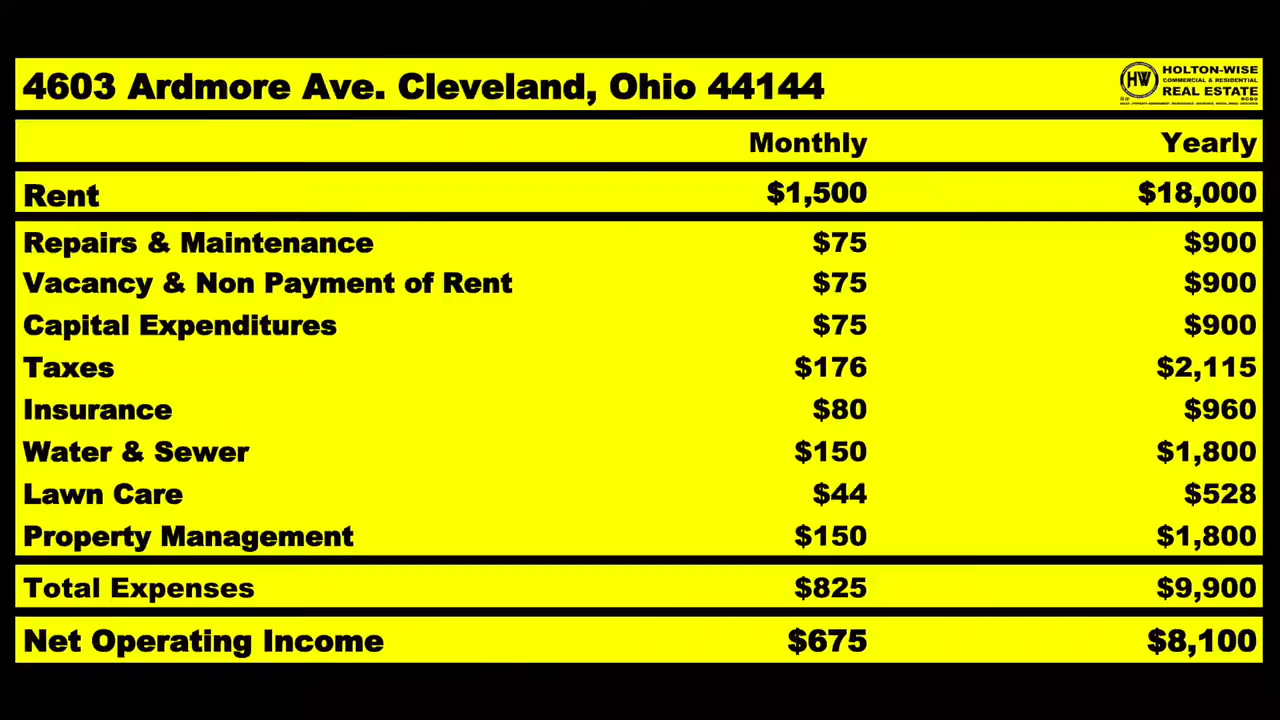 4603 Ardmore Ave. Cleveland, Ohio 44144
HW
HOLTON-WISE
COMMERCIAL & RESIDENTIAL
REAL ESTATE
Monthly Yearly
Rent $1,500 $18,000
Repairs & Maintenance $75 $900
Vacancy & Non Payment of Rent $75 $900
Capital Expenditures $75 $900
Taxes $176 $2,115
Insurance $80 $960
Water & Sewer $150 $1,800
Lawn Care $44 $528
Property Management $150 $1,800
Total Expenses $825 $9,900
Net Operating Income $675 $8,100